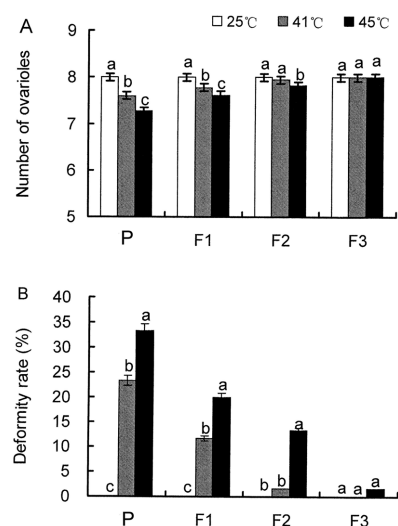 A
25℃ 41℃ 45℃
Number of ovarioles
9
8
7
6
5
a b c a b c a a b a a a
P F1 F2 F3
B
Deformity rate (%)
40
35
30
25
20
15
10
5
0
c b a c b a b b a a a a
P F1 F2 F3